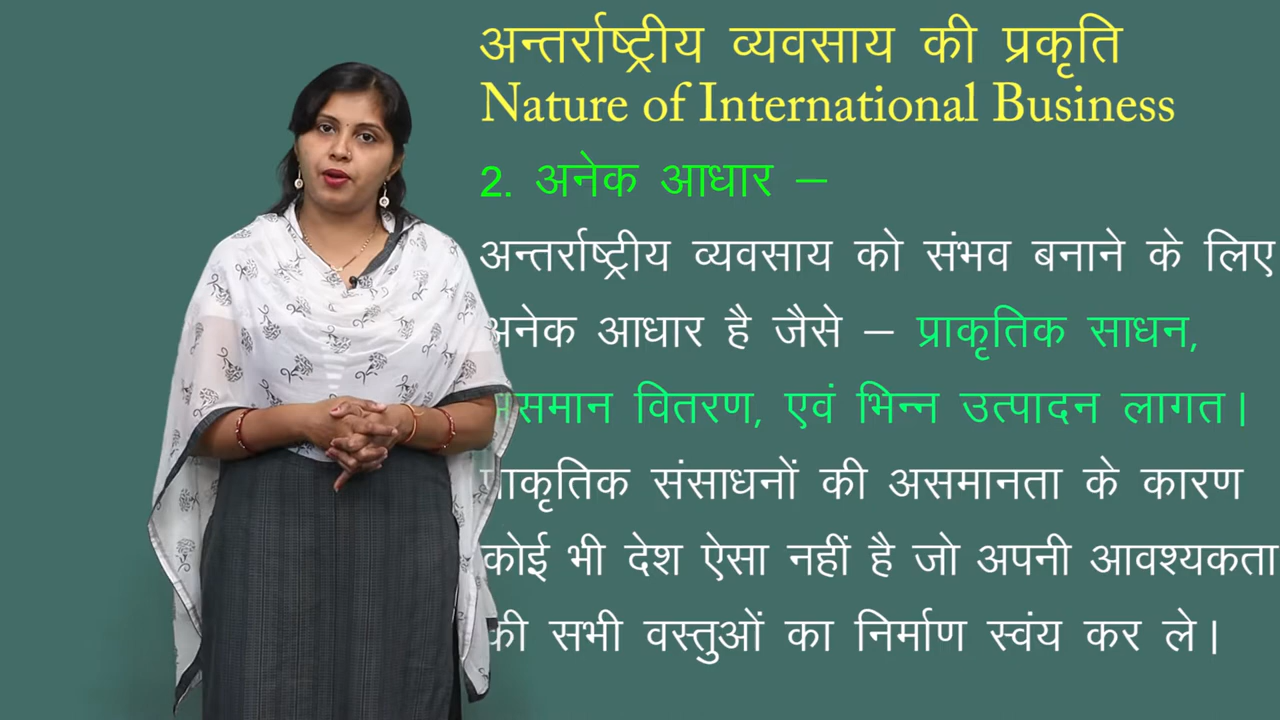 अन्तर्राष्ट्रीय व्यवसाय की प्रकृति
Nature of International Business
2. अनेक आधार –
अन्तर्राष्ट्रीय व्यवसाय को संभव बनाने के लिए
अनेक आधार है जैसे – प्राकृतिक साधन,
असमान वितरण, एवं भिन्न उत्पादन लागत।
प्राकृतिक संसाधनों की असमानता के कारण
कोई भी देश ऐसा नहीं है जो अपनी आवश्यकता
की सभी वस्तुओं का निर्माण स्वंय कर ले।